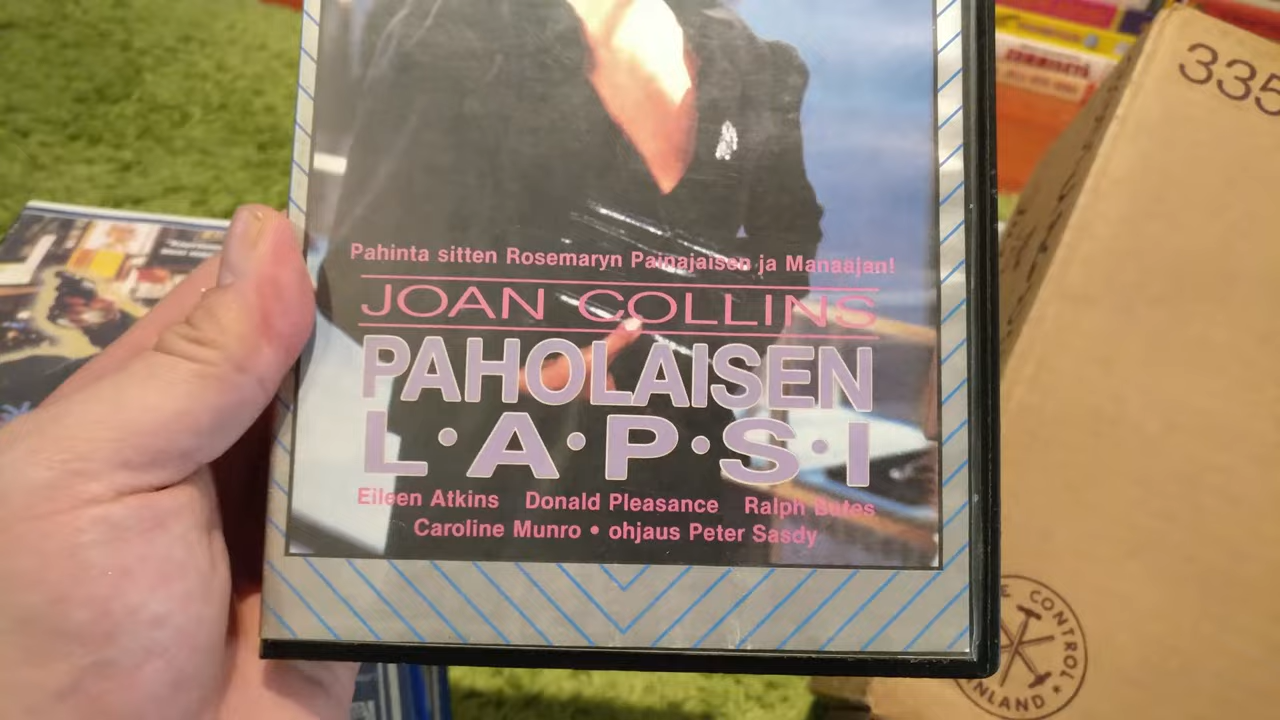 Pahinta sitten Rosemaryn Painajaisen ja Manaajan!
JOAN COLLINS
PAHOLAISEN
L·A·P·S·I
Eileen Atkins Donald Pleasance Ralph Bates
Caroline Munro • ohjaus Peter Sasdy
335
CONTROL